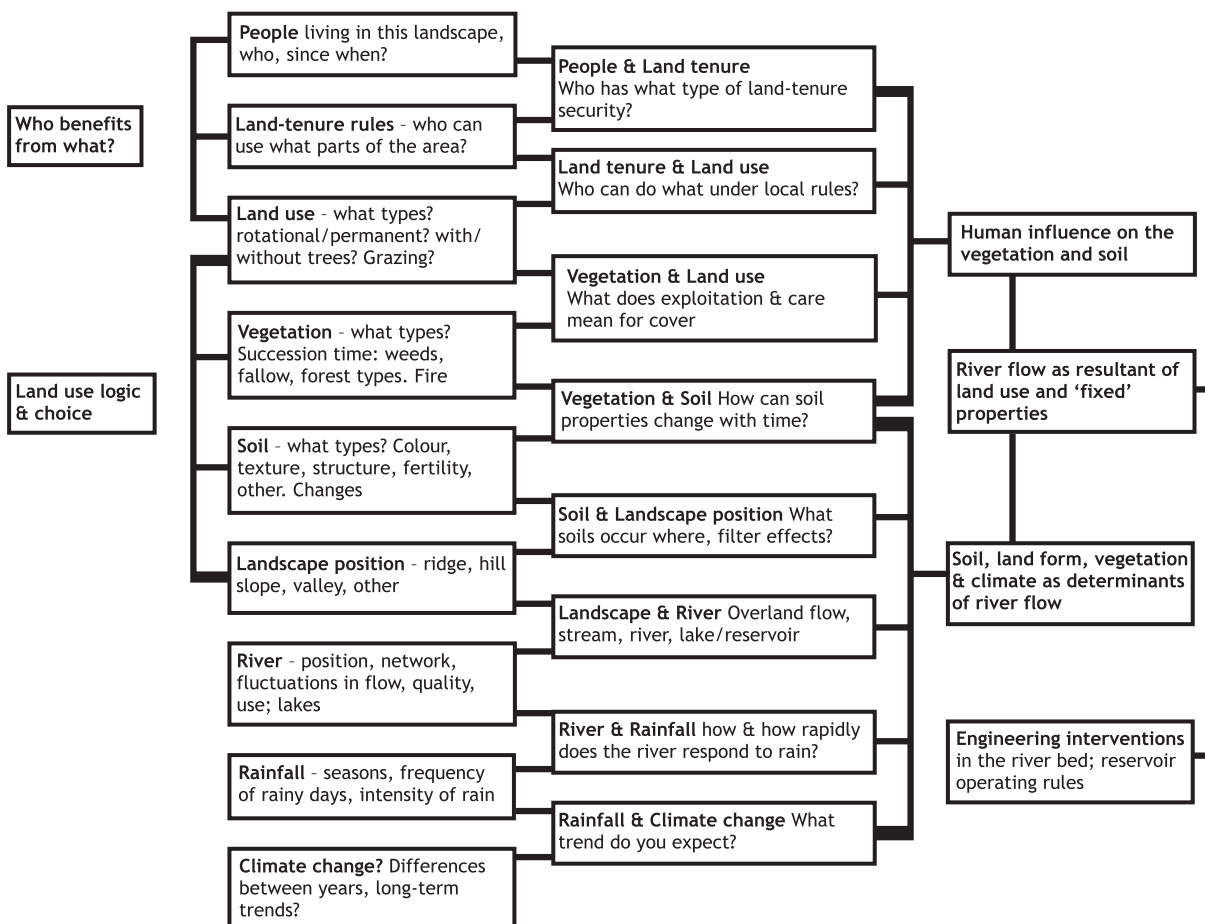 Who benefits
from what?
Land use logic
& choice
People living in this landscape,
who, since when?
Land-tenure rules – who can
use what parts of the area?
Land use – what types?
rotational/permanent? with/
without trees? Grazing?
Vegetation – what types?
Succession time: weeds,
fallow, forest types. Fire
Soil – what types? Colour,
texture, structure, fertility,
other. Changes
Landscape position – ridge, hill
slope, valley, other
River – position, network,
fluctuations in flow, quality,
use; lakes
Rainfall – seasons, frequency
of rainy days, intensity of rain
Climate change? Differences
between years, long-term
trends?
People & Land tenure
Who has what type of land-tenure
security?
Land tenure & Land use
Who can do what under local rules?
Vegetation & Land use
What does exploitation & care
mean for cover
Vegetation & Soil How can soil
properties change with time?
Soil & Landscape position What
soils occur where, filter effects?
Landscape & River Overland flow,
stream, river, lake/reservoir
River & Rainfall how & how rapidly
does the river respond to rain?
Rainfall & Climate change What
trend do you expect?
Human influence on the
vegetation and soil
River flow as resultant of
land use and ‘fixed’
properties
Soil, land form, vegetation
& climate as determinants
of river flow
Engineering interventions
in the river bed; reservoir
operating rules